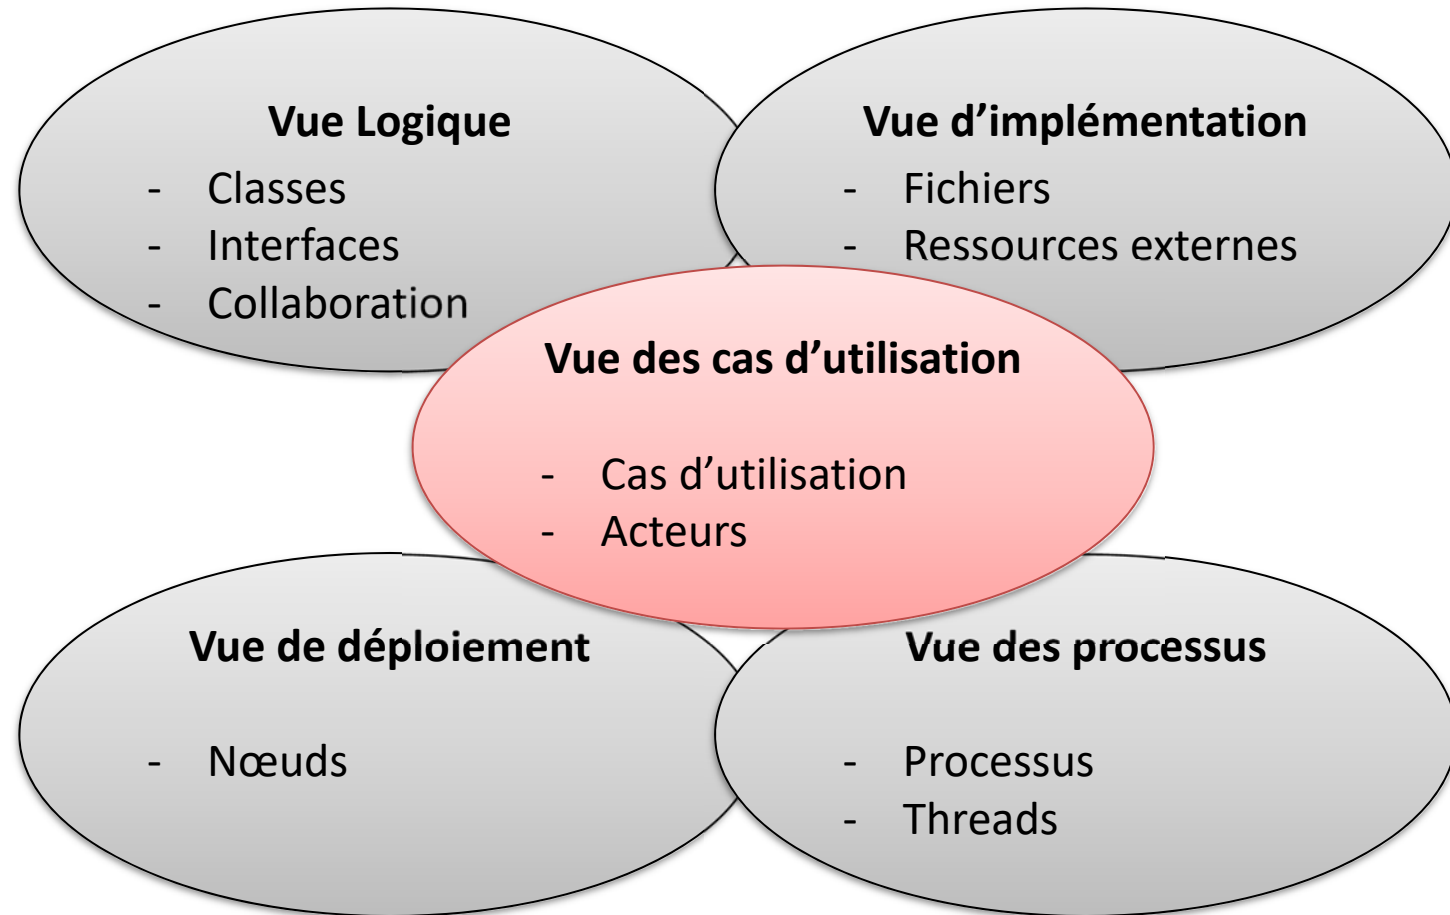 Vue Logique
- Classes
- Interfaces
- Collaboration
Vue d’implémentation
- Fichiers
- Ressources externes
Vue des cas d’utilisation
- Cas d’utilisation
- Acteurs
Vue de déploiement
- Nœuds
Vue des processus
- Processus
- Threads